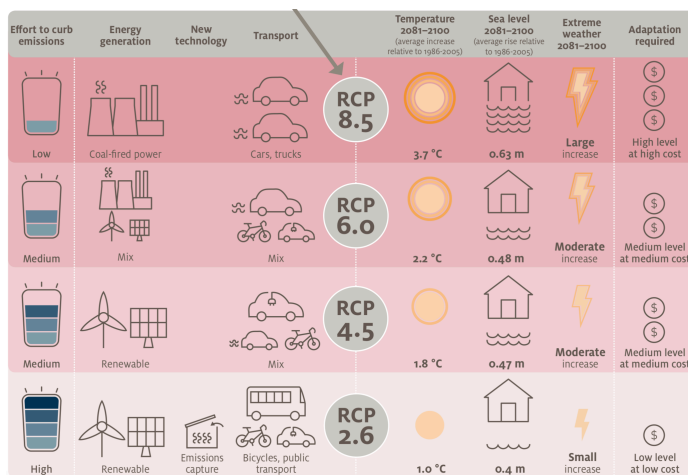 Effort to curb
emissions
Energy
generation
New
technology
Transport
Temperature
2081–2100
(average increase
relative to 1986-2005)
Sea level
2081–2100
(average rise relative
to 1986-2005)
Extreme
weather
2081–2100
Adaptation
required
Low
Coal-fired power
Cars, trucks
RCP
8.5
3.7 °C
0.63 m
Large
increase
$
$
$
High level
at high cost
Medium
Mix
Mix
RCP
6.0
2.2 °C
0.48 m
Moderate
increase
$
$
Medium level
at medium cost
Medium
Renewable
Mix
RCP
4.5
1.8 °C
0.47 m
Moderate
increase
$
$
Medium level
at medium cost
High
Renewable
Emissions
capture
Bicycles, public
transport
RCP
2.6
1.0 °C
0.4 m
Small
increase
$
Low level
at low cost